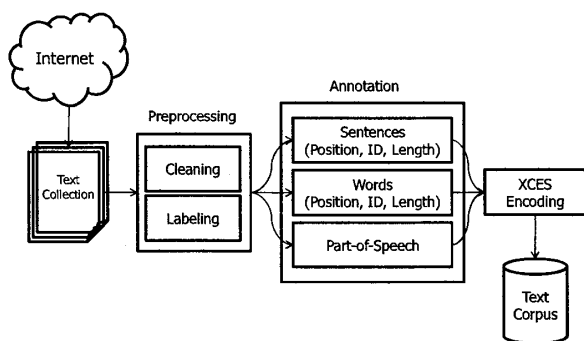 Internet
Text
Collection
Preprocessing
Cleaning
Labeling
Annotation
Sentences
(Position, ID, Length)
Words
(Position, ID, Length)
Part-of-Speech
XCES
Encoding
Text
Corpus